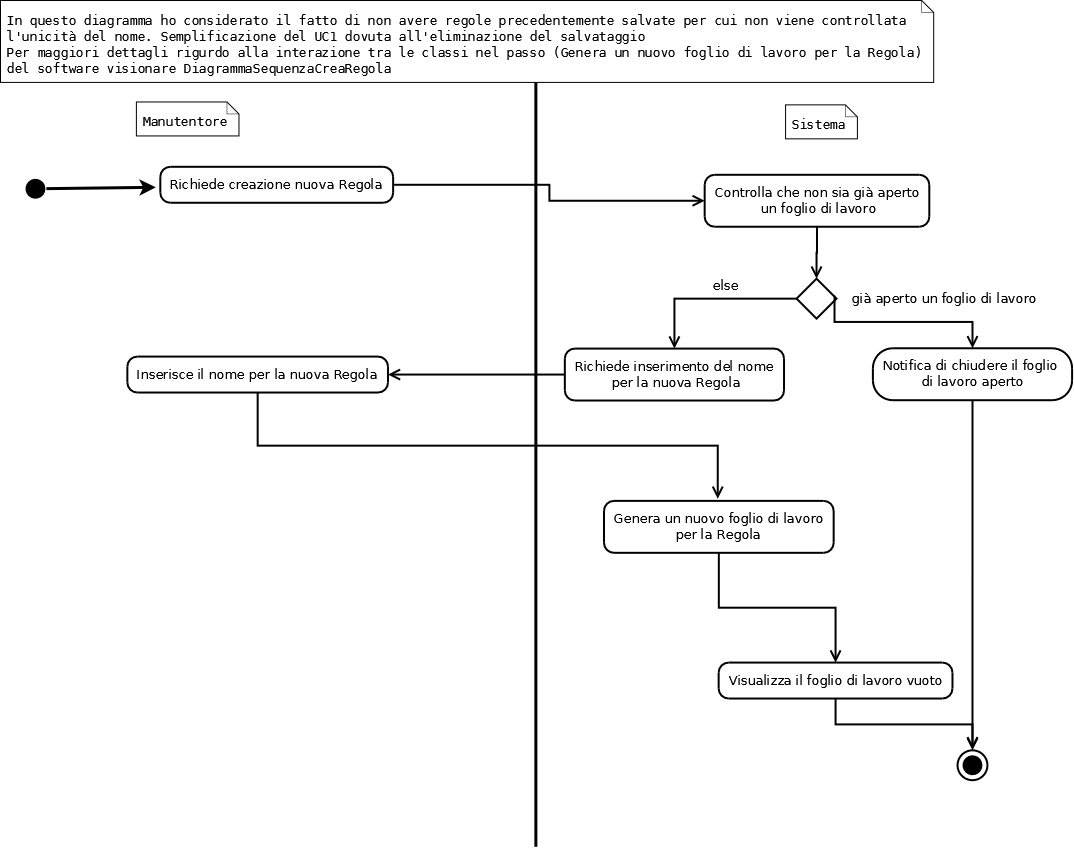 In questo diagramma ho considerato il fatto di non avere regole precedentemente salvate per cui non viene controllata
l'unicità del nome. Semplificazione del UC1 dovuta all'eliminazione del salvataggio
Per maggiori dettagli rigurdo alla interazione tra le classi nel passo (Genera un nuovo foglio di lavoro per la Regola)
del software visionare DiagrammaSequenzaCreaRegola
Manutentore
Sistema
Richiede creazione nuova Regola
Controlla che non sia già aperto
un foglio di lavoro
else
già aperto un foglio di lavoro
Inserisce il nome per la nuova Regola
Richiede inserimento del nome
per la nuova Regola
Notifica di chiudere il foglio
di lavoro aperto
Genera un nuovo foglio di lavoro
per la Regola
Visualizza il foglio di lavoro vuoto